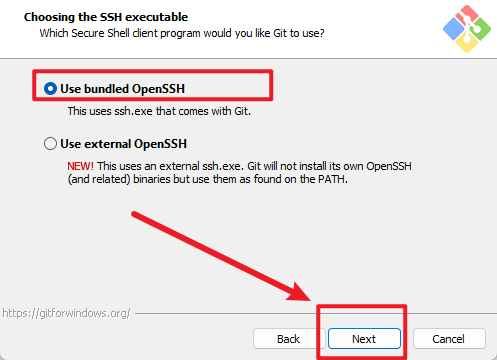 Choosing the SSH executable
Which Secure Shell client program would you like Git to use?
Use bundled OpenSSH
This uses ssh.exe that comes with Git.
Use external OpenSSH
NEW! This uses an external ssh.exe. Git will not install its own OpenSSH
(and related) binaries but use them as found on the PATH.
https://gitforwindows.org/
Back
Next
Cancel